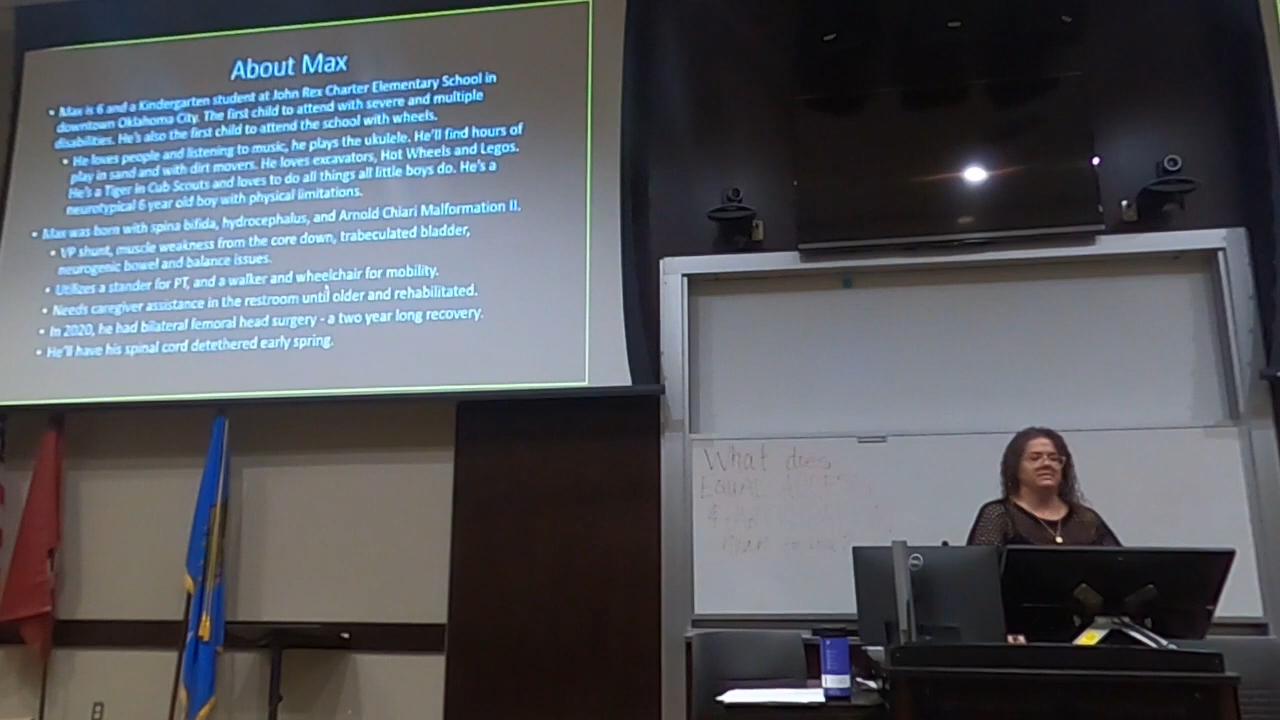 About Max
• Max is 6 and a Kindergarten student at John Rex Charter Elementary School in
downtown Oklahoma City. The first child to attend with severe and multiple
disabilities. He's also the first child to attend the school with wheels.
• He loves people and listening to music, he plays the ukulele. He'll find hours of
play in sand and with dirt movers. He loves excavators, Hot Wheels and Legos.
He's a Tiger in Cub Scouts and loves to do all things all little boys do. He's a
neurotypical 6 year old boy with physical limitations.
• Max was born with spina bifida, hydrocephalus, and Arnold Chiari Malformation II.
• VP shunt, muscle weakness from the core down, trabeculated bladder,
neurogenic bowel and balance issues.
• Utilizes a stander for PT, and a walker and wheelchair for mobility.
• Needs caregiver assistance in the restroom until older and rehabilitated.
• In 2020, he had bilateral femoral head surgery - a two year long recovery.
• He'll have his spinal cord detethered early spring.
What does
EQUAL ACCESS
DELL